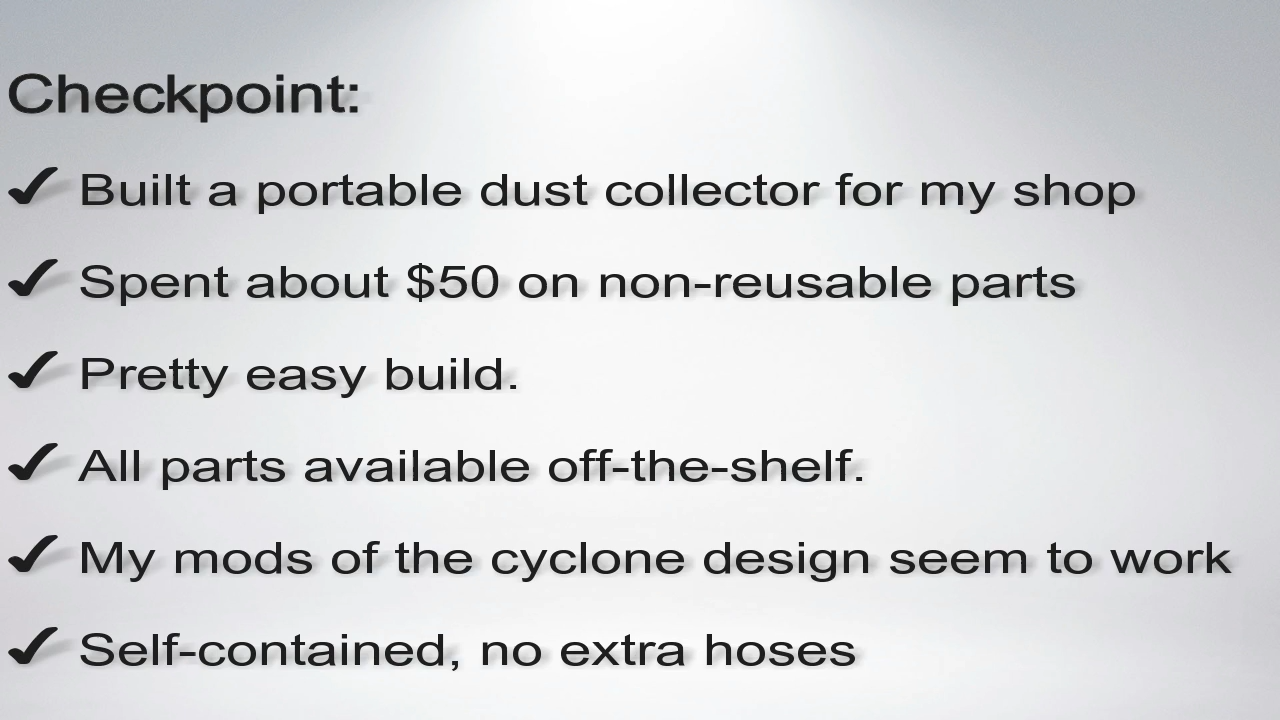 Checkpoint:
✔ Built a portable dust collector for my shop
✔ Spent about $50 on non-reusable parts
✔ Pretty easy build.
✔ All parts available off-the-shelf.
✔ My mods of the cyclone design seem to work
✔ Self-contained, no extra hoses